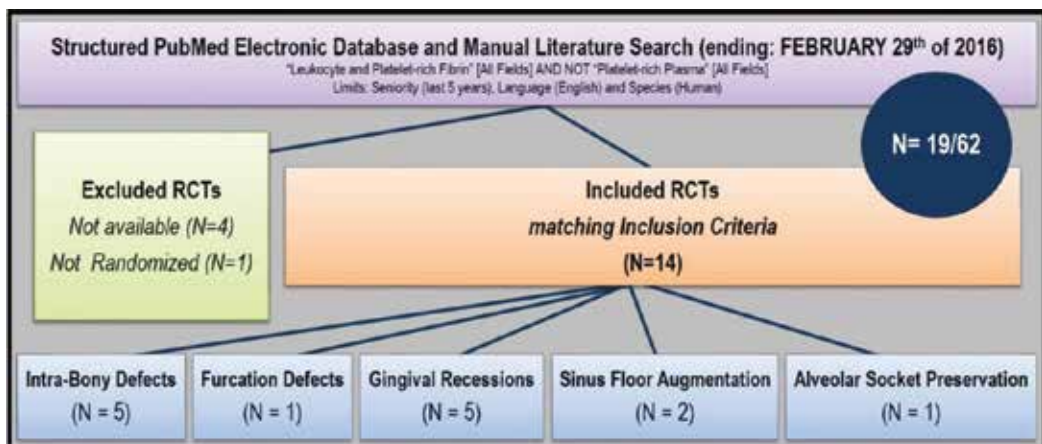 Structured PubMed Electronic Database and Manual Literature Search (ending: FEBRUARY 29th of 2016)
"Leukocyte and Platelet-rich Fibrin" [All Fields] AND NOT "Platelet-rich Plasma" [All Fields]
Limits: Seniority (last 5 years), Language (English) and Species (Human)
N= 19/62
Excluded RCTs
Not available (N=4)
Not Randomized (N=1)
Included RCTs
matching Inclusion Criteria
(N=14)
Intra-Bony Defects
(N = 5)
Furcation Defects
(N = 1)
Gingival Recessions
(N = 5)
Sinus Floor Augmentation
(N = 2)
Alveolar Socket Preservation
(N = 1)